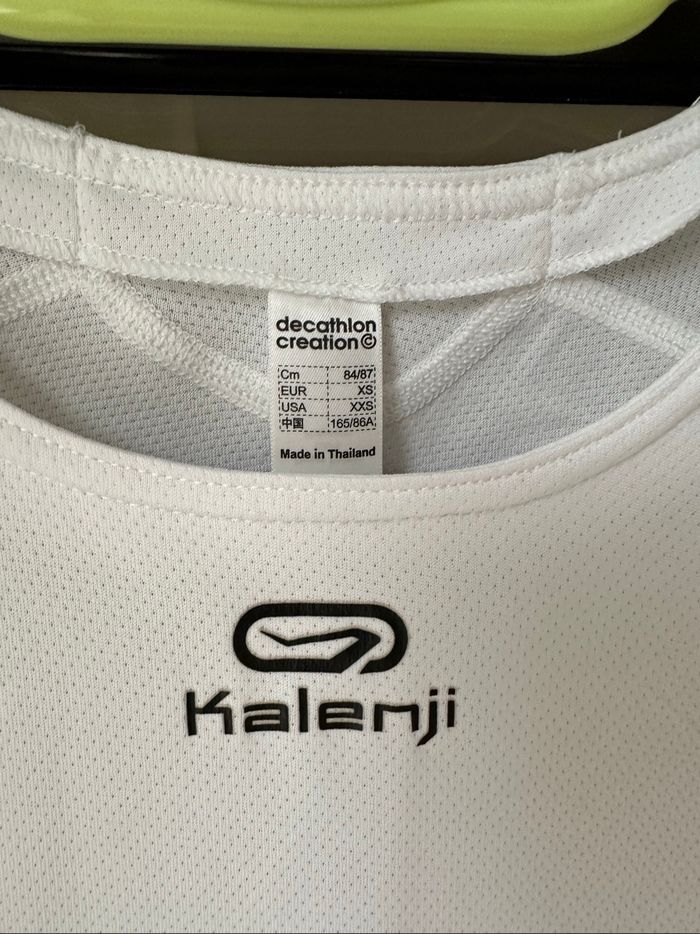 decathlon
creation©
Cm 84/87
EUR XS
USA XXS
中国 165/86A
Made in Thailand
Kalenji